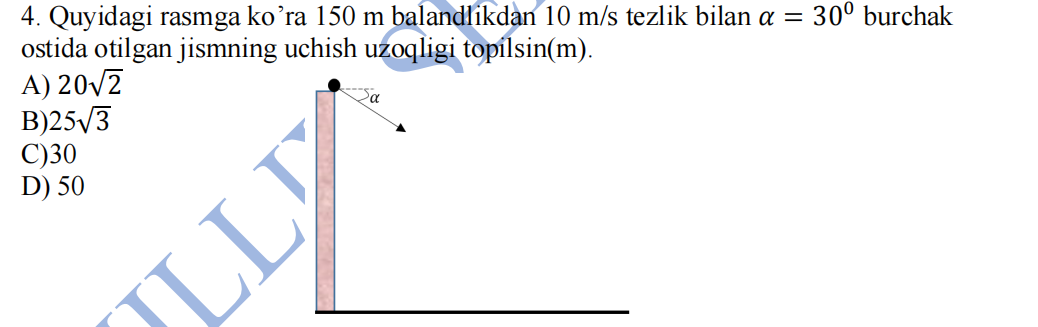 4. Quyidagi rasmga ko’ra 150 m balandlikdan 10 m/s tezlik bilan α = 30⁰ burchak
ostida otilgan jismning uchish uzoqligi topilsin(m).
A) 20√2
B)25√3
C)30
D) 50
α